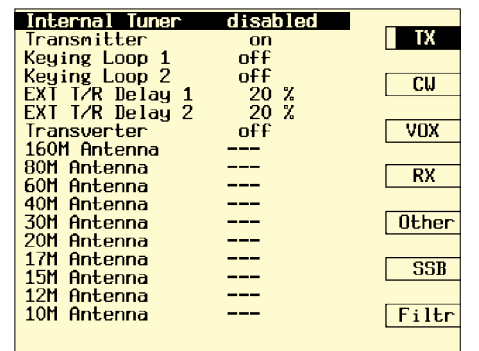 Internal Tuner disabled
Transmitter on
Keying Loop 1 off
Keying Loop 2 off
EXT T/R Delay 1 20 %
EXT T/R Delay 2 20 %
Transverter off
160M Antenna ---
80M Antenna ---
60M Antenna ---
40M Antenna ---
30M Antenna ---
20M Antenna ---
17M Antenna ---
15M Antenna ---
12M Antenna ---
10M Antenna ---
TX
CW
VOX
RX
Other
SSB
Filtr